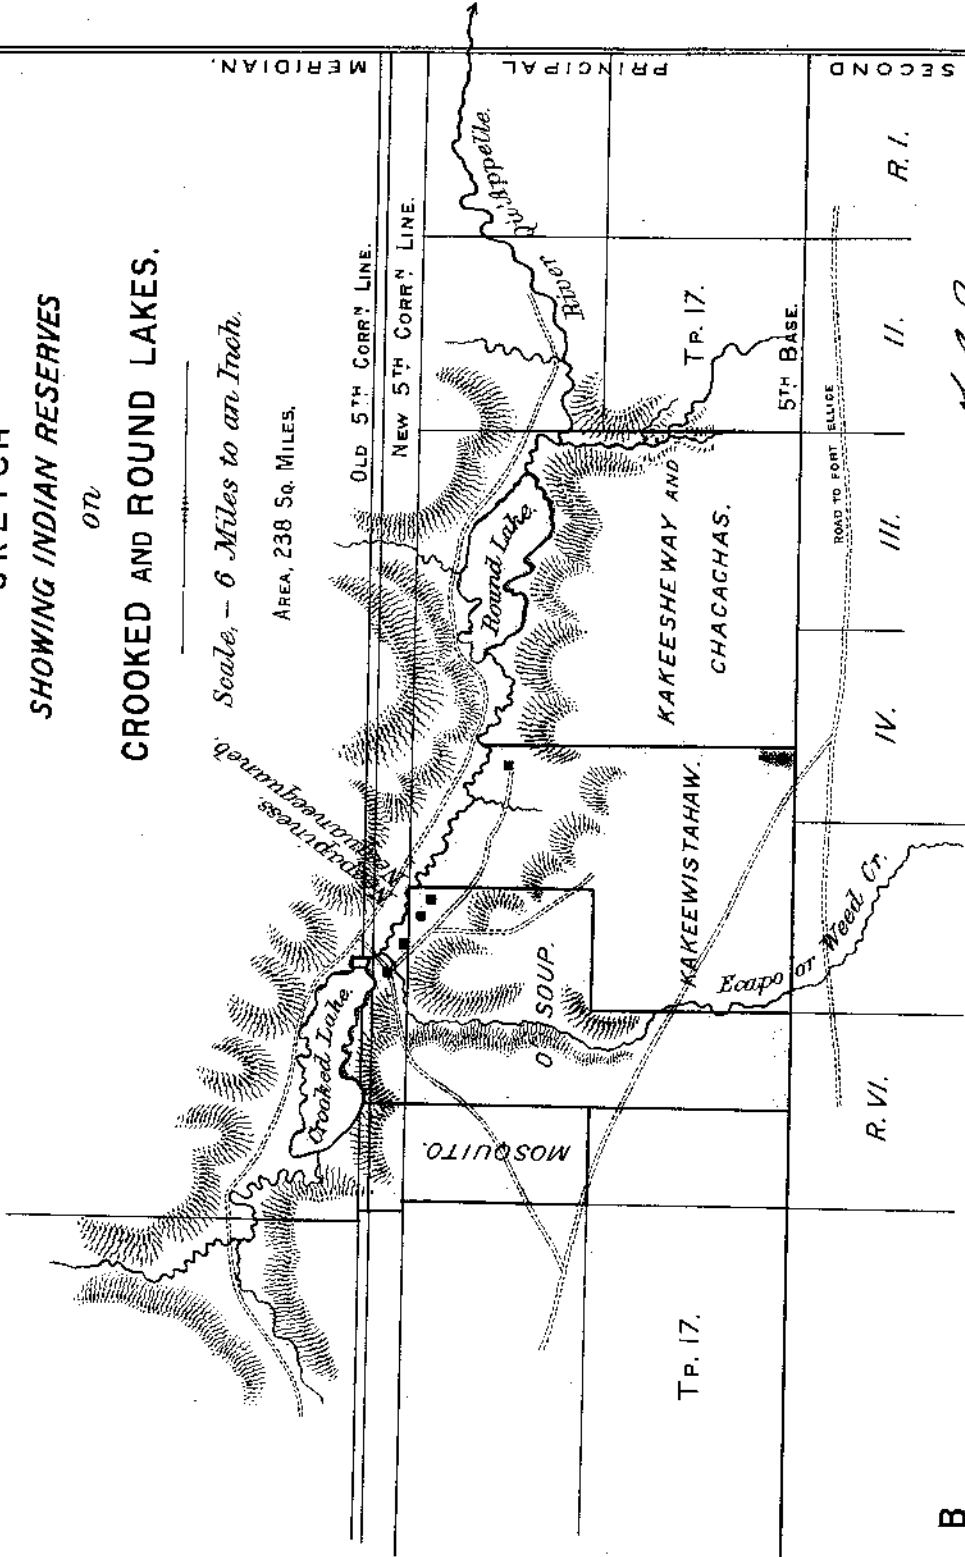 SKETCH
SHOWING INDIAN RESERVES
on
CROOKED AND ROUND LAKES.
Scale, – 6 Miles to an Inch.
AREA, 238 SQ. MILES.
OLD 5TH CORRN LINE.
NEW 5TH CORRN LINE.
MERIDIAN.
PRINCIPAL
SECOND
Qu'Appelle
River
Round Lake.
Crooked Lake.
TP. 17.
5TH BASE.
KAKEESHEWAY AND
CHACACHAS.
KAKEEWISTAHAW.
O SOUP.
MOSQUITO.
Ecapo or Weed Cr.
ROAD TO FORT ELLICE
TP. 17.
R. VI.
IV.
III.
II.
R. I.
B